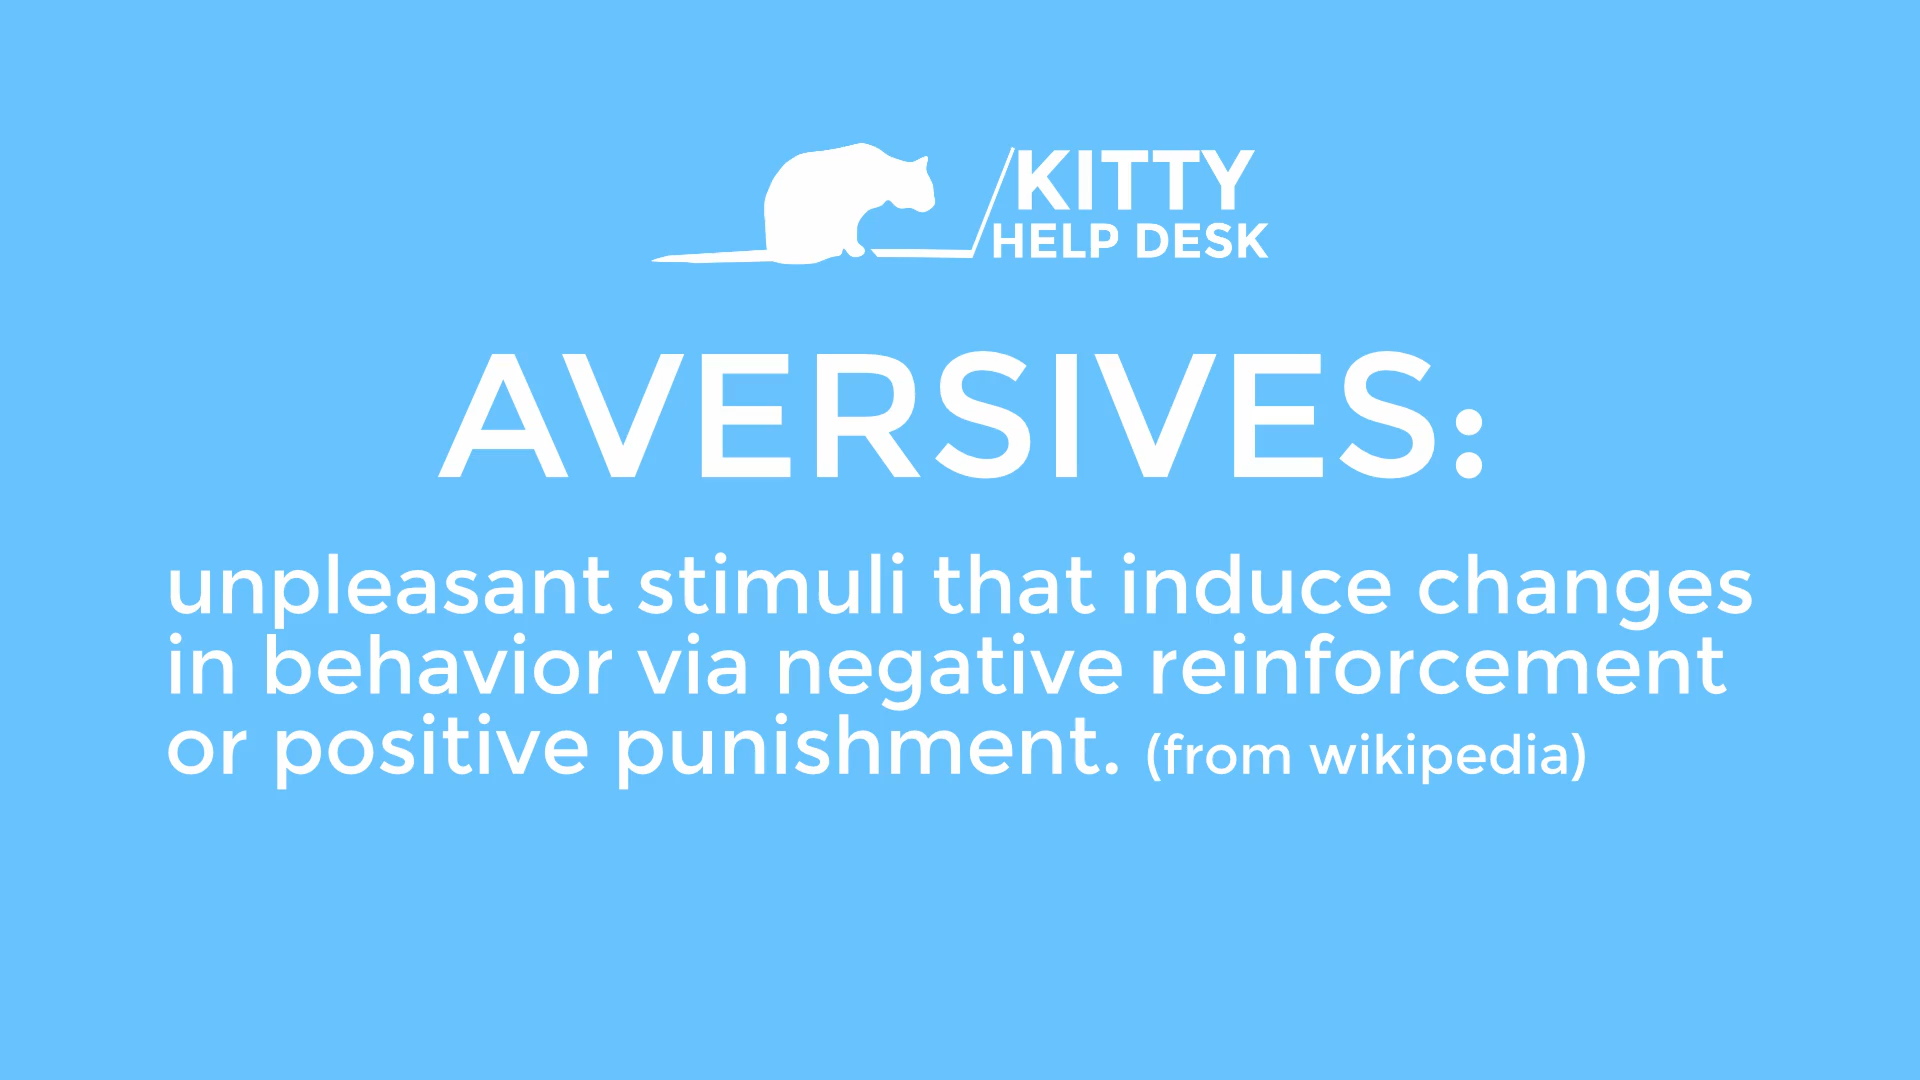 KITTY
HELP DESK
AVERSIVES:
unpleasant stimuli that induce changes
in behavior via negative reinforcement
or positive punishment. (from wikipedia)